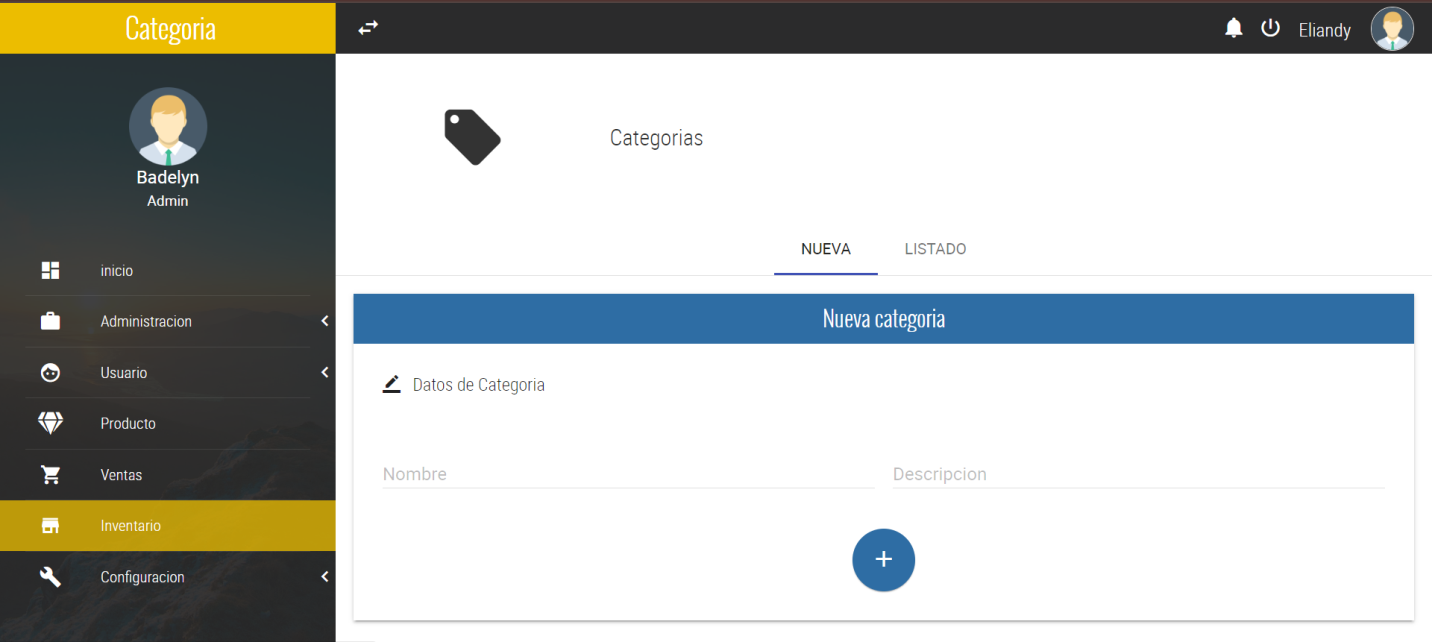 Categoria
Eliandy
Badelyn
Admin
inicio
Administracion
Usuario
Producto
Ventas
Inventario
Configuracion
Categorias
NUEVA
LISTADO
Nueva categoria
Datos de Categoria
Nombre
Descripcion